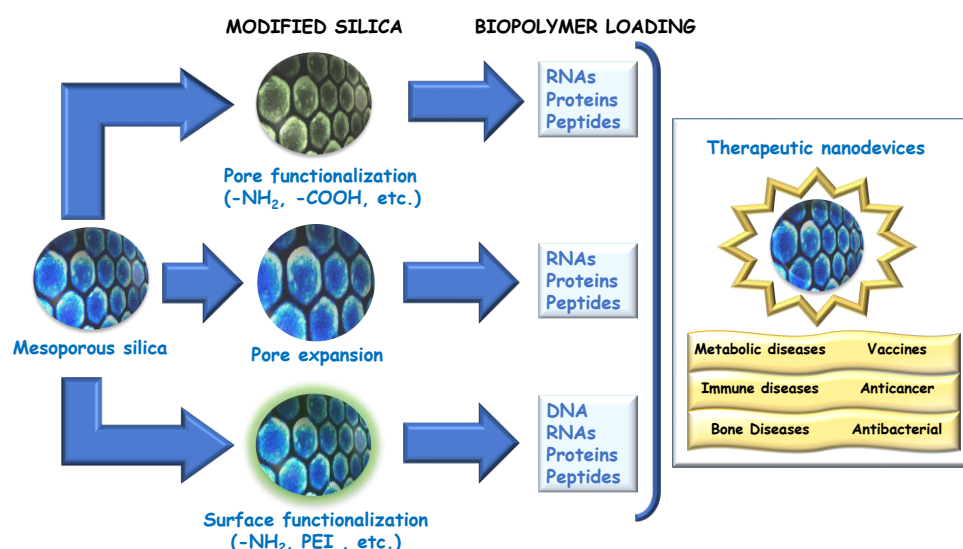 MODIFIED SILICA
BIOPOLYMER LOADING
RNAs
Proteins
Peptides
Pore functionalization
(-NH₂, -COOH, etc.)
Mesoporous silica
Pore expansion
RNAs
Proteins
Peptides
Surface functionalization
(-NH₂, PEI , etc.)
DNA
RNAs
Proteins
Peptides
Therapeutic nanodevices
Metabolic diseases Vaccines
Immune diseases Anticancer
Bone Diseases Antibacterial